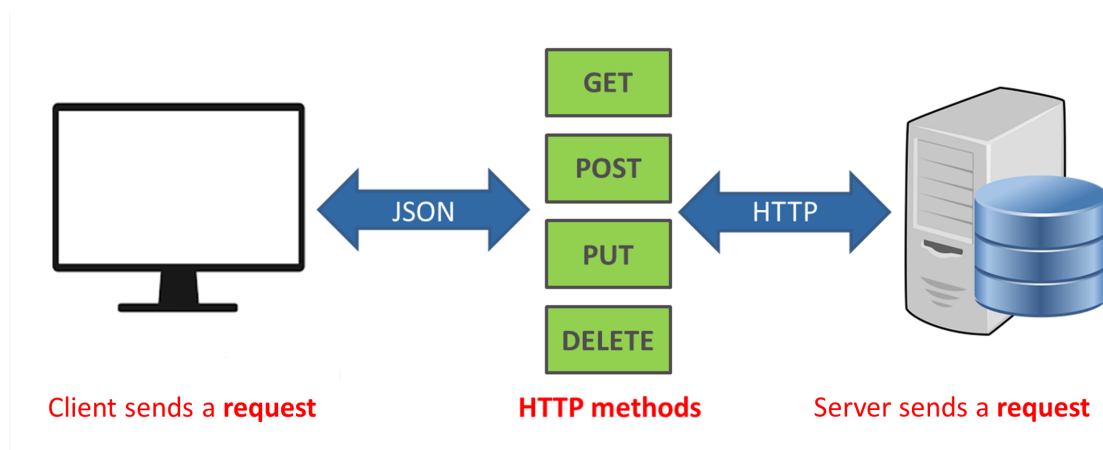 GET
POST
JSON
HTTP
PUT
DELETE
Client sends a request
HTTP methods
Server sends a request